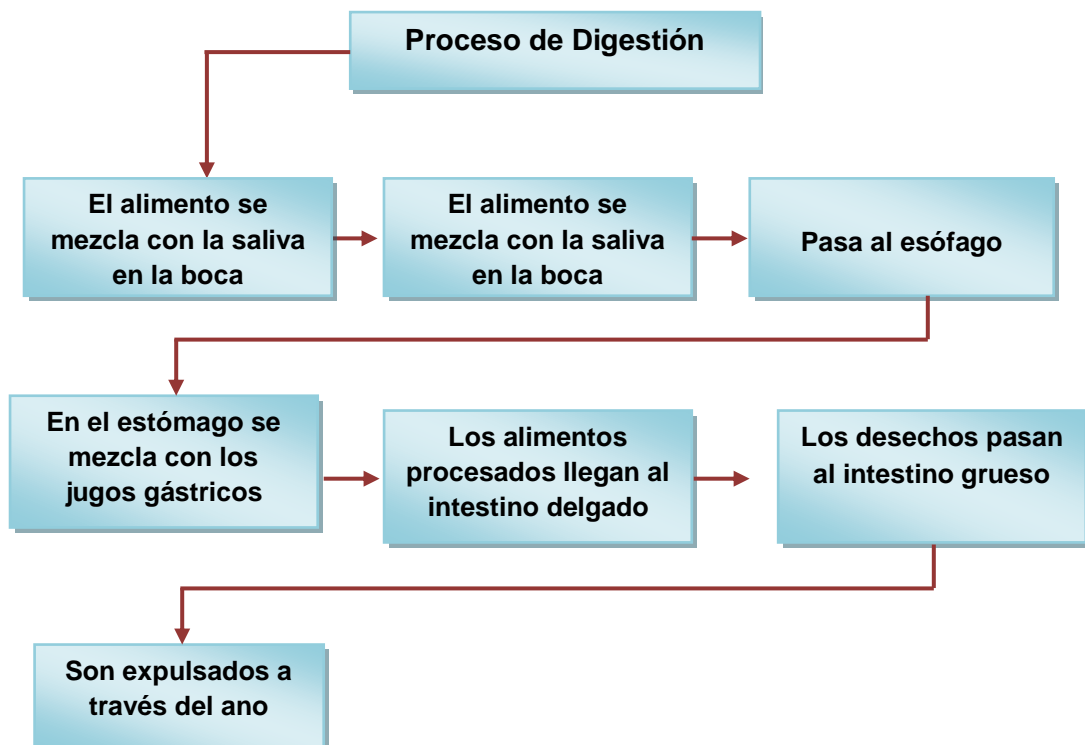 Proceso de Digestión
El alimento se
mezcla con la saliva
en la boca
El alimento se
mezcla con la saliva
en la boca
Pasa al esófago
En el estómago se
mezcla con los
jugos gástricos
Los alimentos
procesados llegan al
intestino delgado
Los desechos pasan
al intestino grueso
Son expulsados a
través del ano